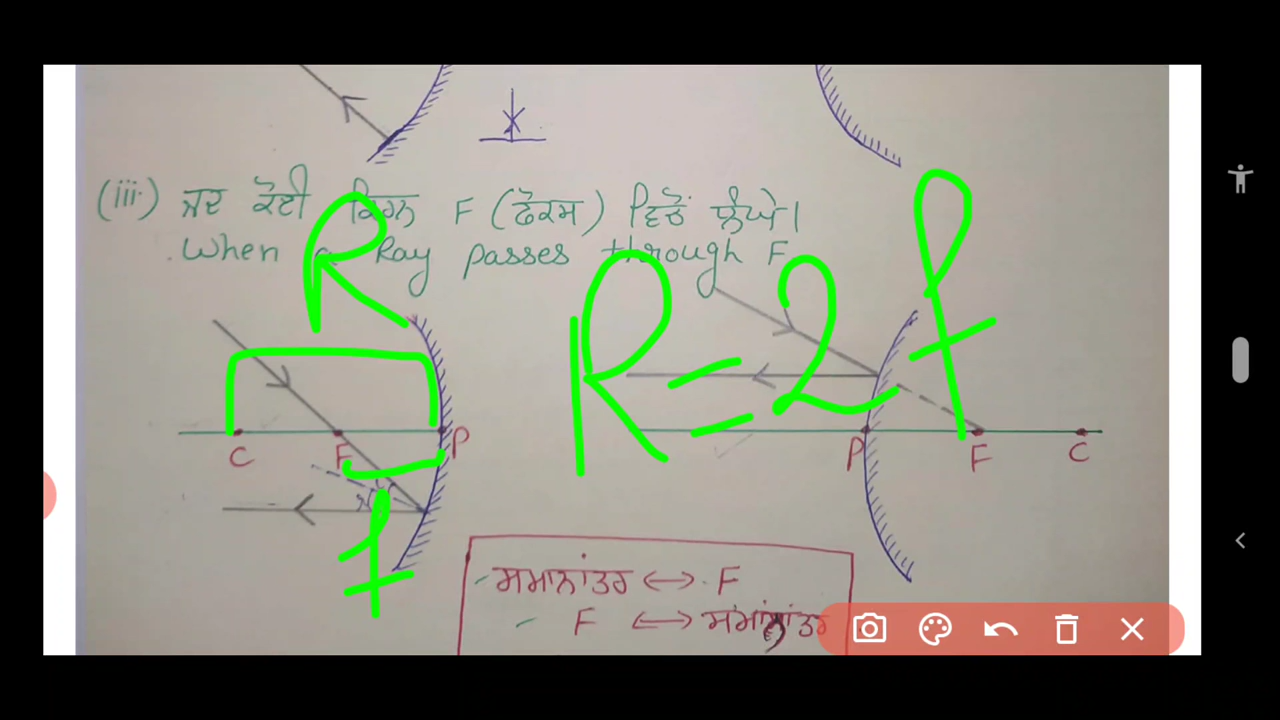 (iii) ਜਦ ਕੋਈ ਕਿਰਨ F (ਫੋਕਸ) ਵਿਚੋਂ ਲੰਘੇ।
When a Ray passes through F
R
R = 2f
C F P
P F C
f
ਸਮਾਨਾਂਤਰ ↔ F
F ↔ ਸਮਾਨਾਂਤਰ